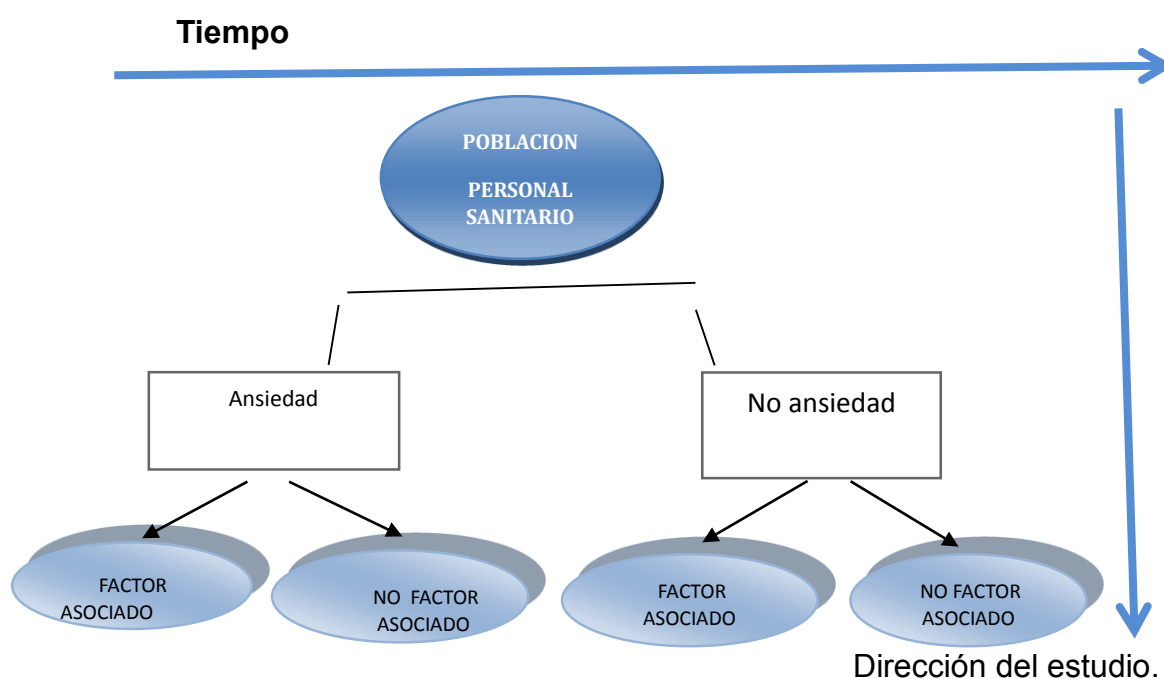 Tiempo
POBLACION
PERSONAL
SANITARIO
Ansiedad
No ansiedad
FACTOR
ASOCIADO
NO FACTOR
ASOCIADO
FACTOR
ASOCIADO
NO FACTOR
ASOCIADO
Dirección del estudio.